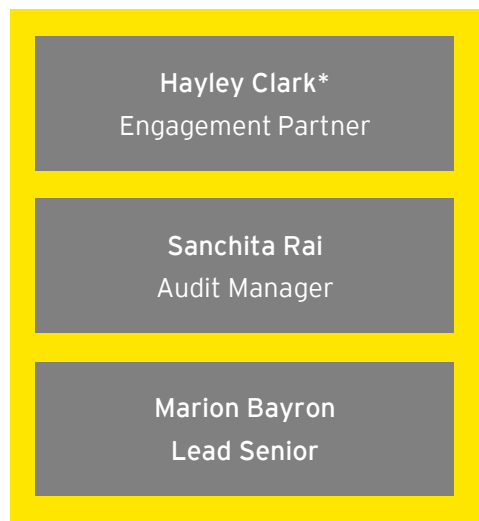 Hayley Clark*
Engagement Partner
Sanchita Rai
Audit Manager
Marion Bayron
Lead Senior